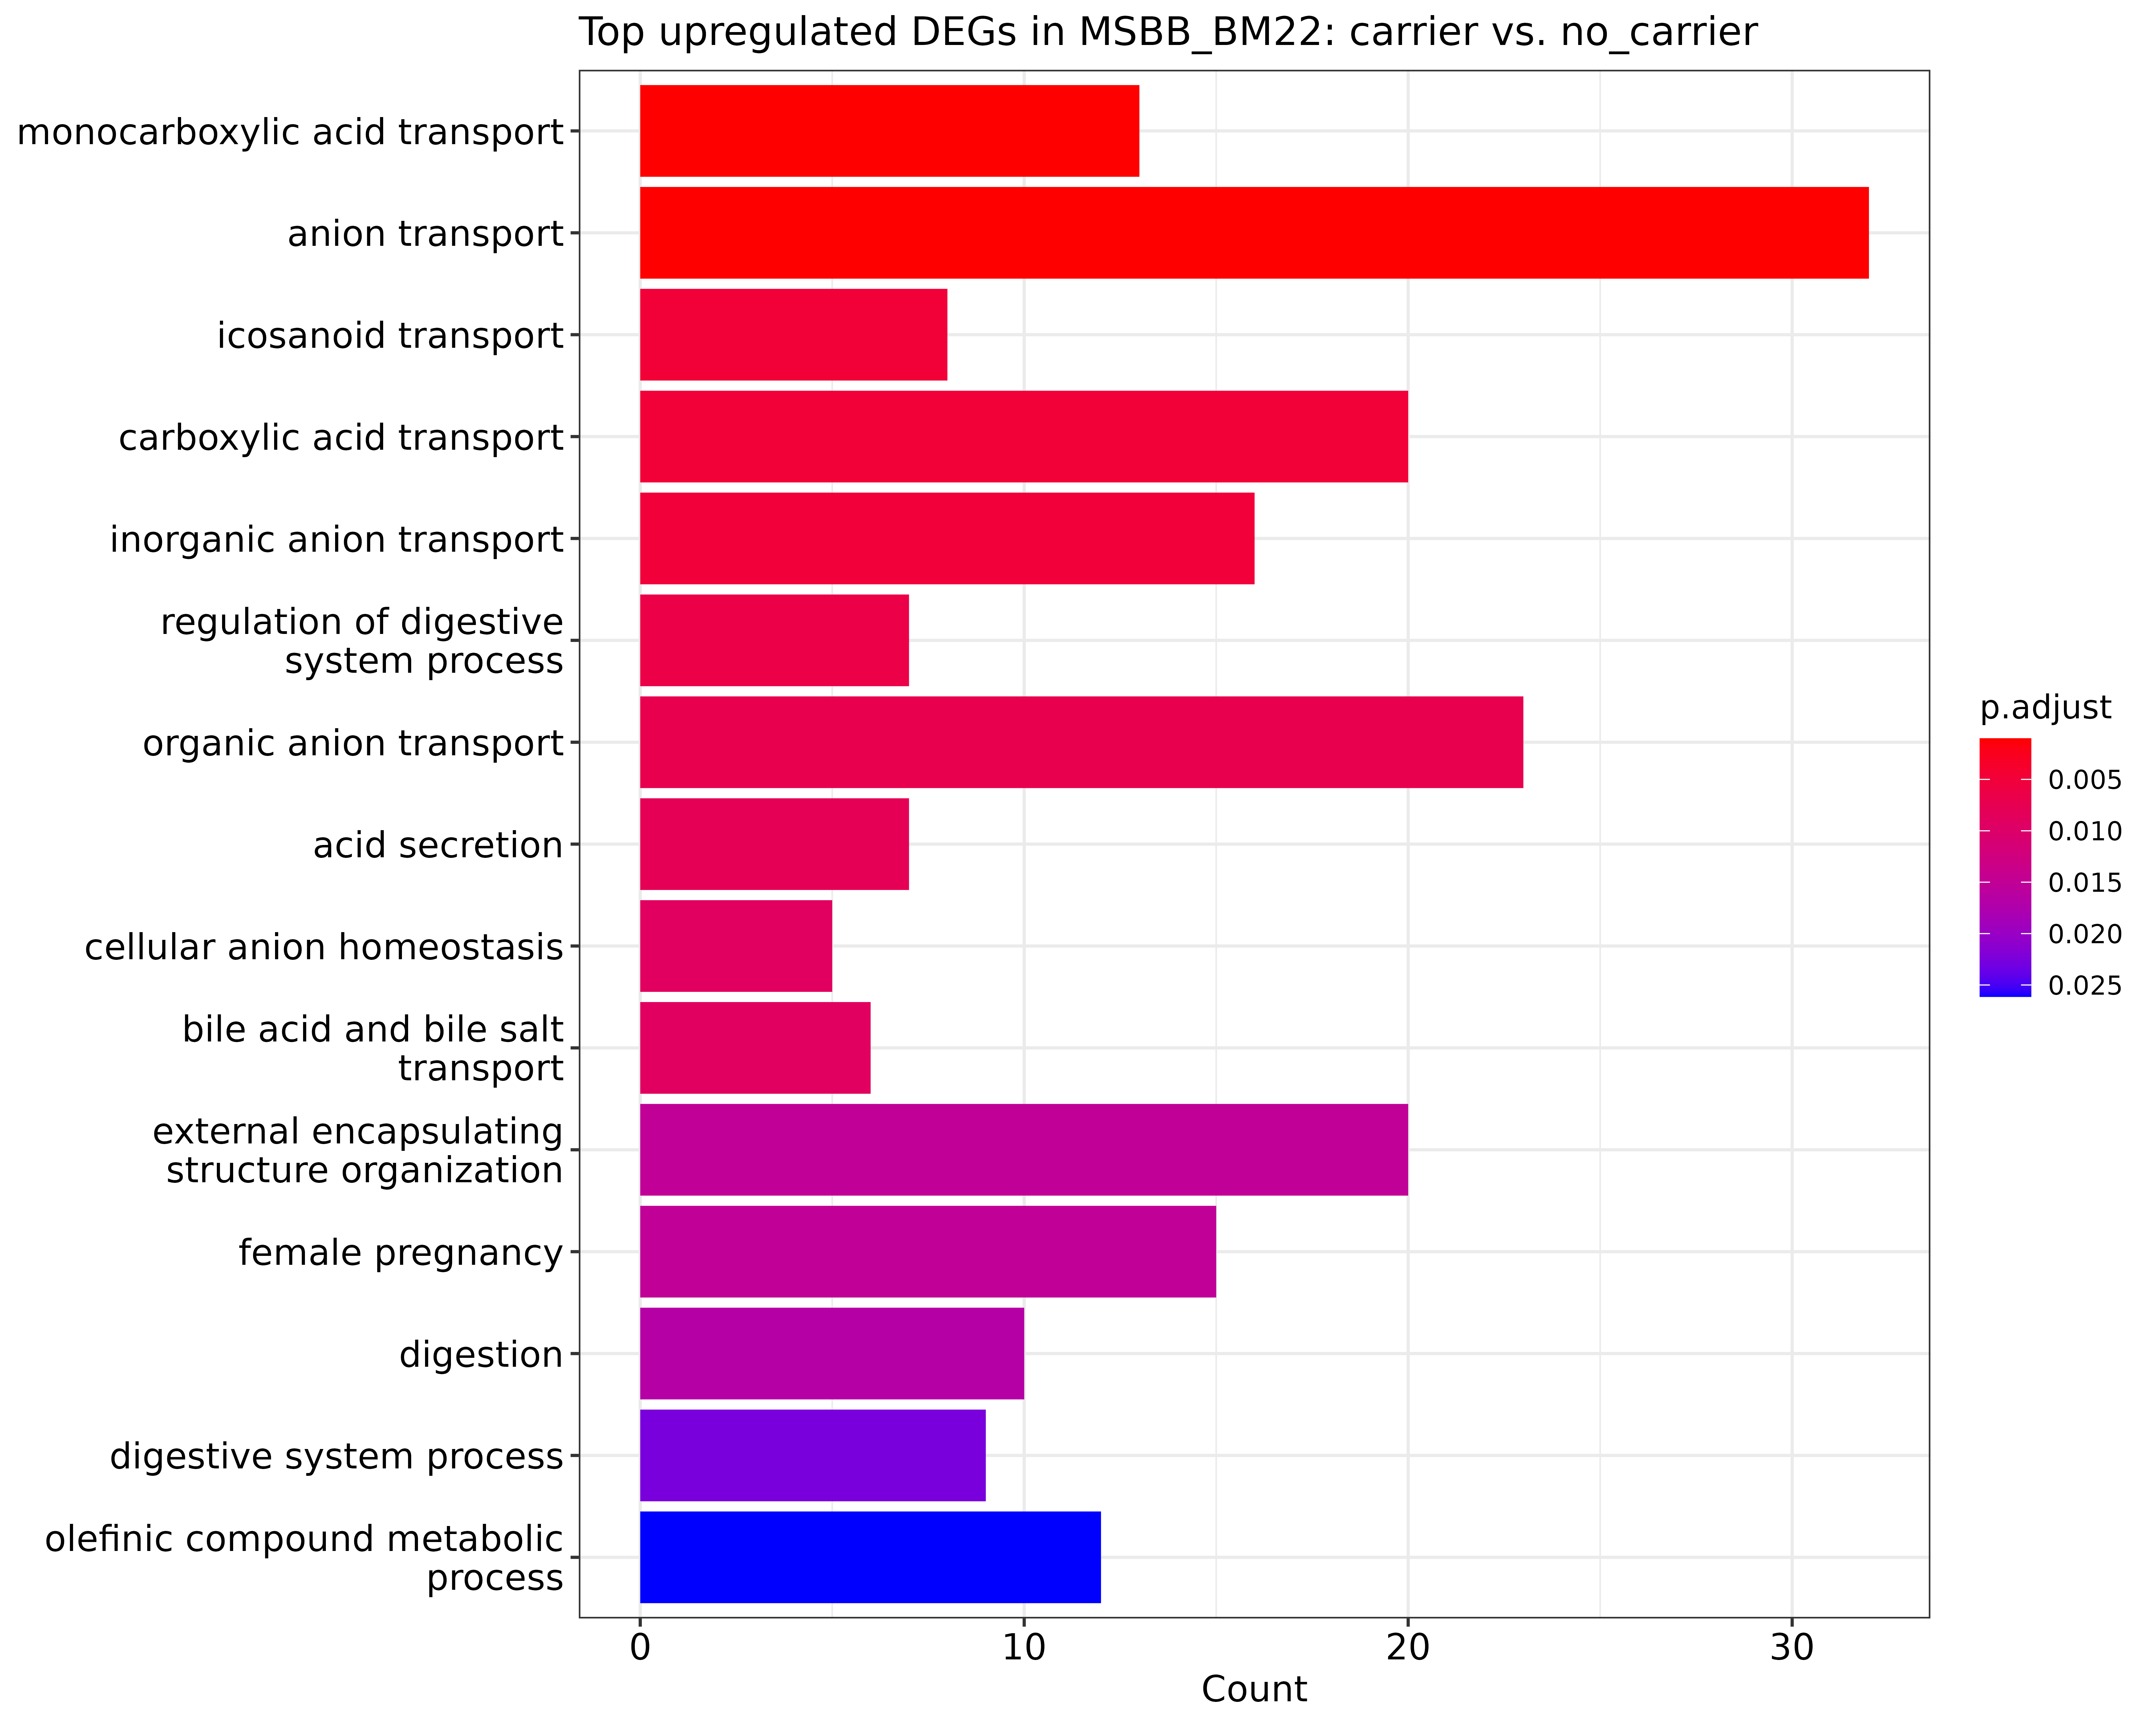 Top upregulated DEGs in MSBB_BM22: carrier vs. no_carrier
monocarboxylic acid transport
anion transport
icosanoid transport
carboxylic acid transport
inorganic anion transport
regulation of digestive
system process
organic anion transport
acid secretion
cellular anion homeostasis
bile acid and bile salt
transport
external encapsulating
structure organization
female pregnancy
digestion
digestive system process
olefinic compound metabolic
process
0 10 20 30
Count
p.adjust
0.005
0.010
0.015
0.020
0.025